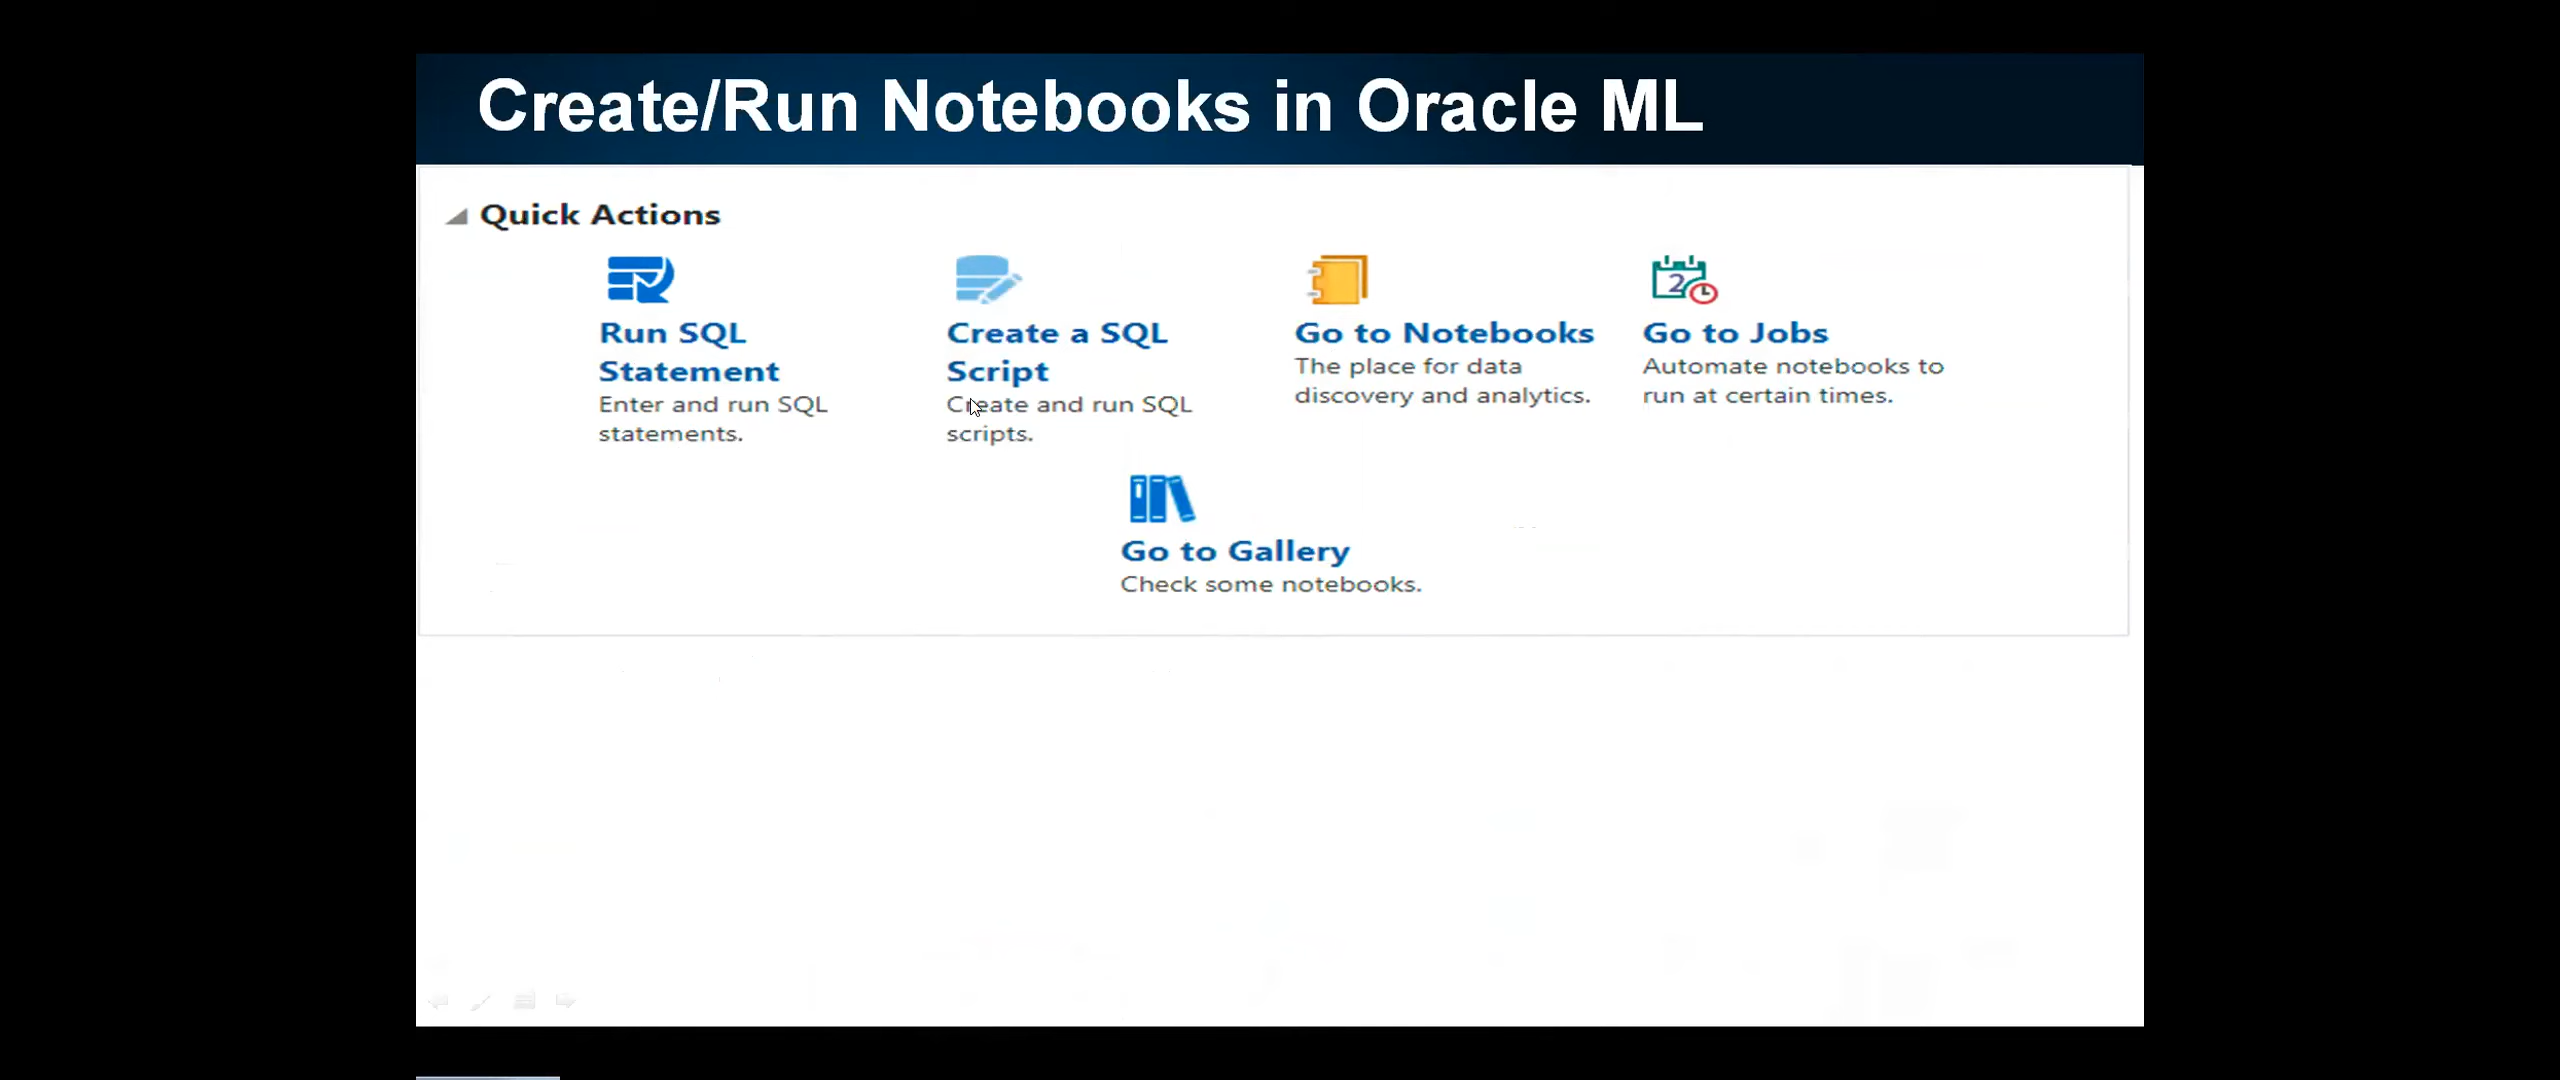 Create/Run Notebooks in Oracle ML
Quick Actions
Run SQL
Statement
Enter and run SQL
statements.
Create a SQL
Script
Create and run SQL
scripts.
Go to Notebooks
The place for data
discovery and analytics.
2
Go to Jobs
Automate notebooks to
run at certain times.
Go to Gallery
Check some notebooks.